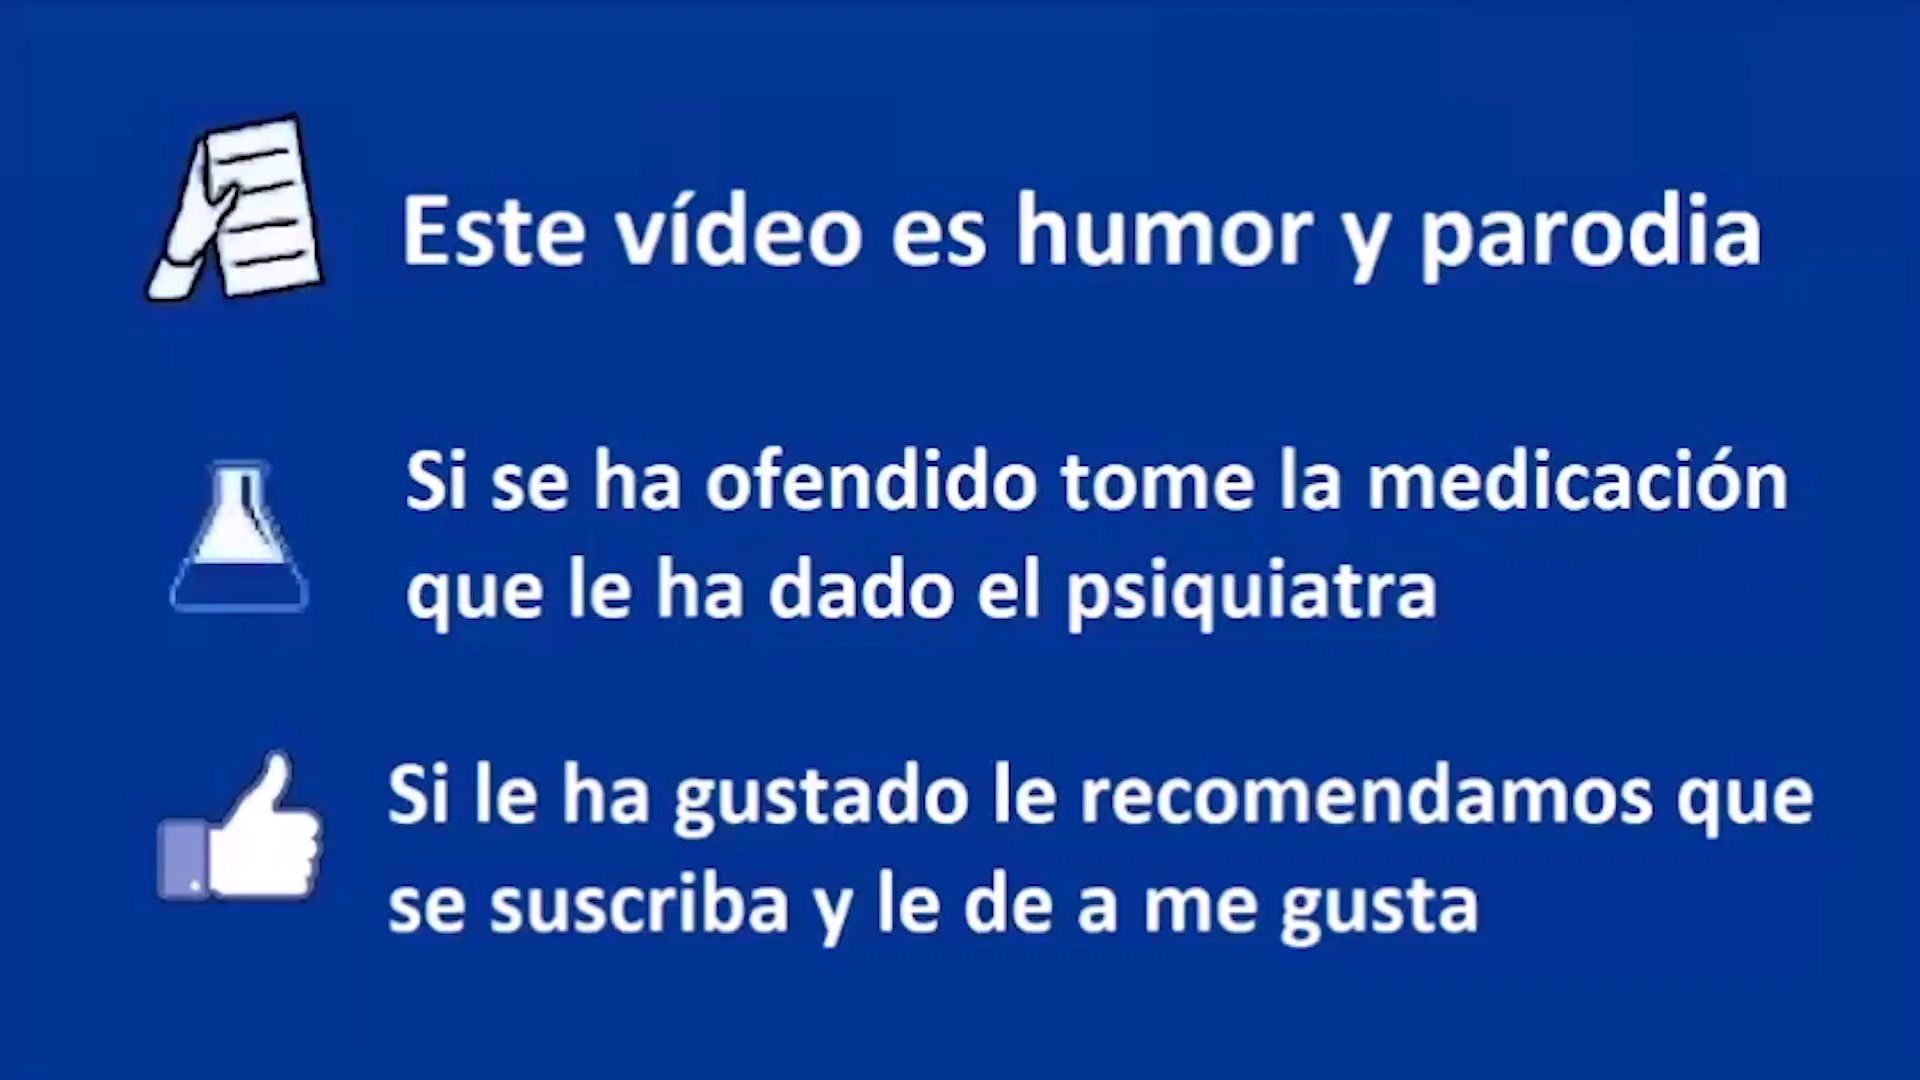 Este vídeo es humor y parodia
Si se ha ofendido tome la medicación
que le ha dado el psiquiatra
Si le ha gustado le recomendamos que
se suscriba y le de a me gusta